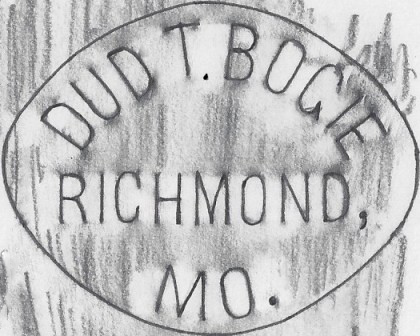 DUD T. BOGIE
RICHMOND,
MO.